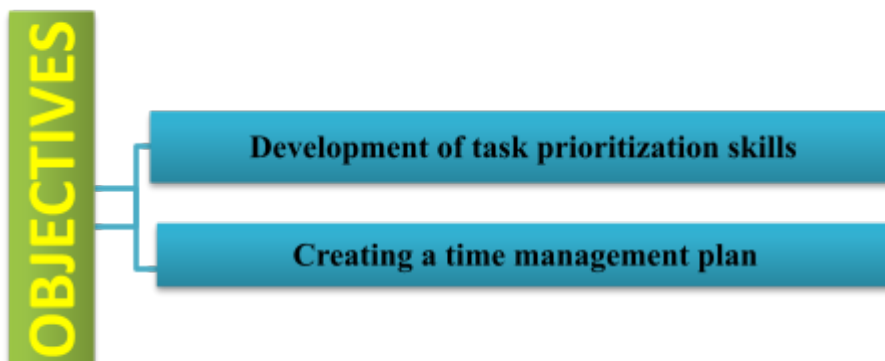 OBJECTIVES
Development of task prioritization skills
Creating a time management plan